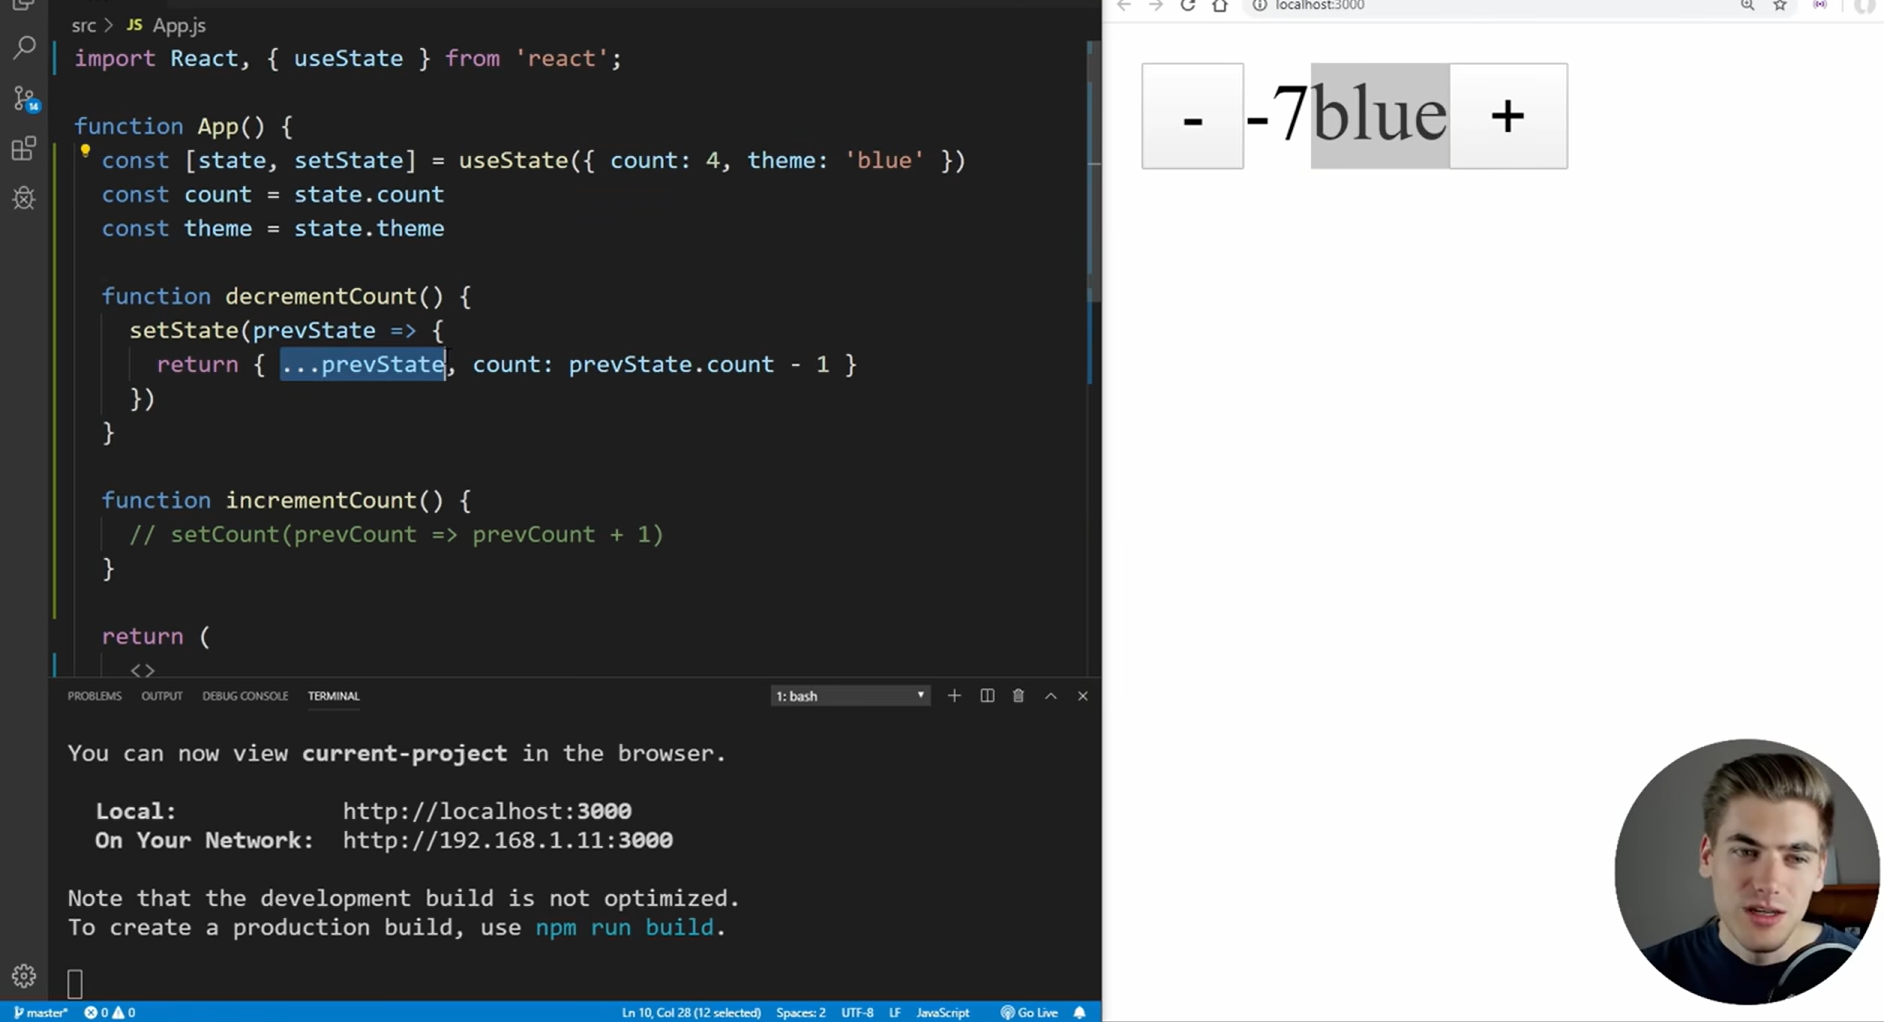 src > JS App.js
import React, { useState } from 'react';
function App() {
const [state, setState] = useState({ count: 4, theme: 'blue' })
const count = state.count
const theme = state.theme
function decrementCount() {
setState(prevState => {
return { ...prevState, count: prevState.count - 1 }
})
}
function incrementCount() {
// setCount(prevCount => prevCount + 1)
}
return (
<>
PROBLEMS OUTPUT DEBUG CONSOLE TERMINAL 1: bash
You can now view current-project in the browser.
Local: http://localhost:3000
On Your Network: http://192.168.1.11:3000
Note that the development build is not optimized.
To create a production build, use npm run build.
14
master* 0 0 Ln 10, Col 28 (12 selected) Spaces: 2 UTF-8 LF JavaScript Go Live
localhost:3000
- -7blue +